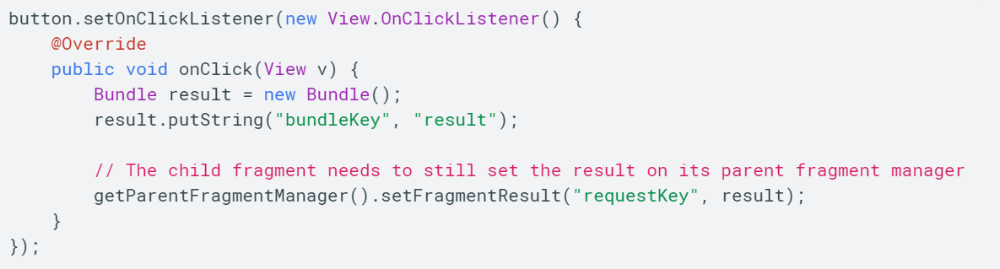 button.setOnClickListener(new View.OnClickListener() {
    @Override
    public void onClick(View v) {
        Bundle result = new Bundle();
        result.putString("bundleKey", "result");

        // The child fragment needs to still set the result on its parent fragment manager
        getParentFragmentManager().setFragmentResult("requestKey", result);
    }
});